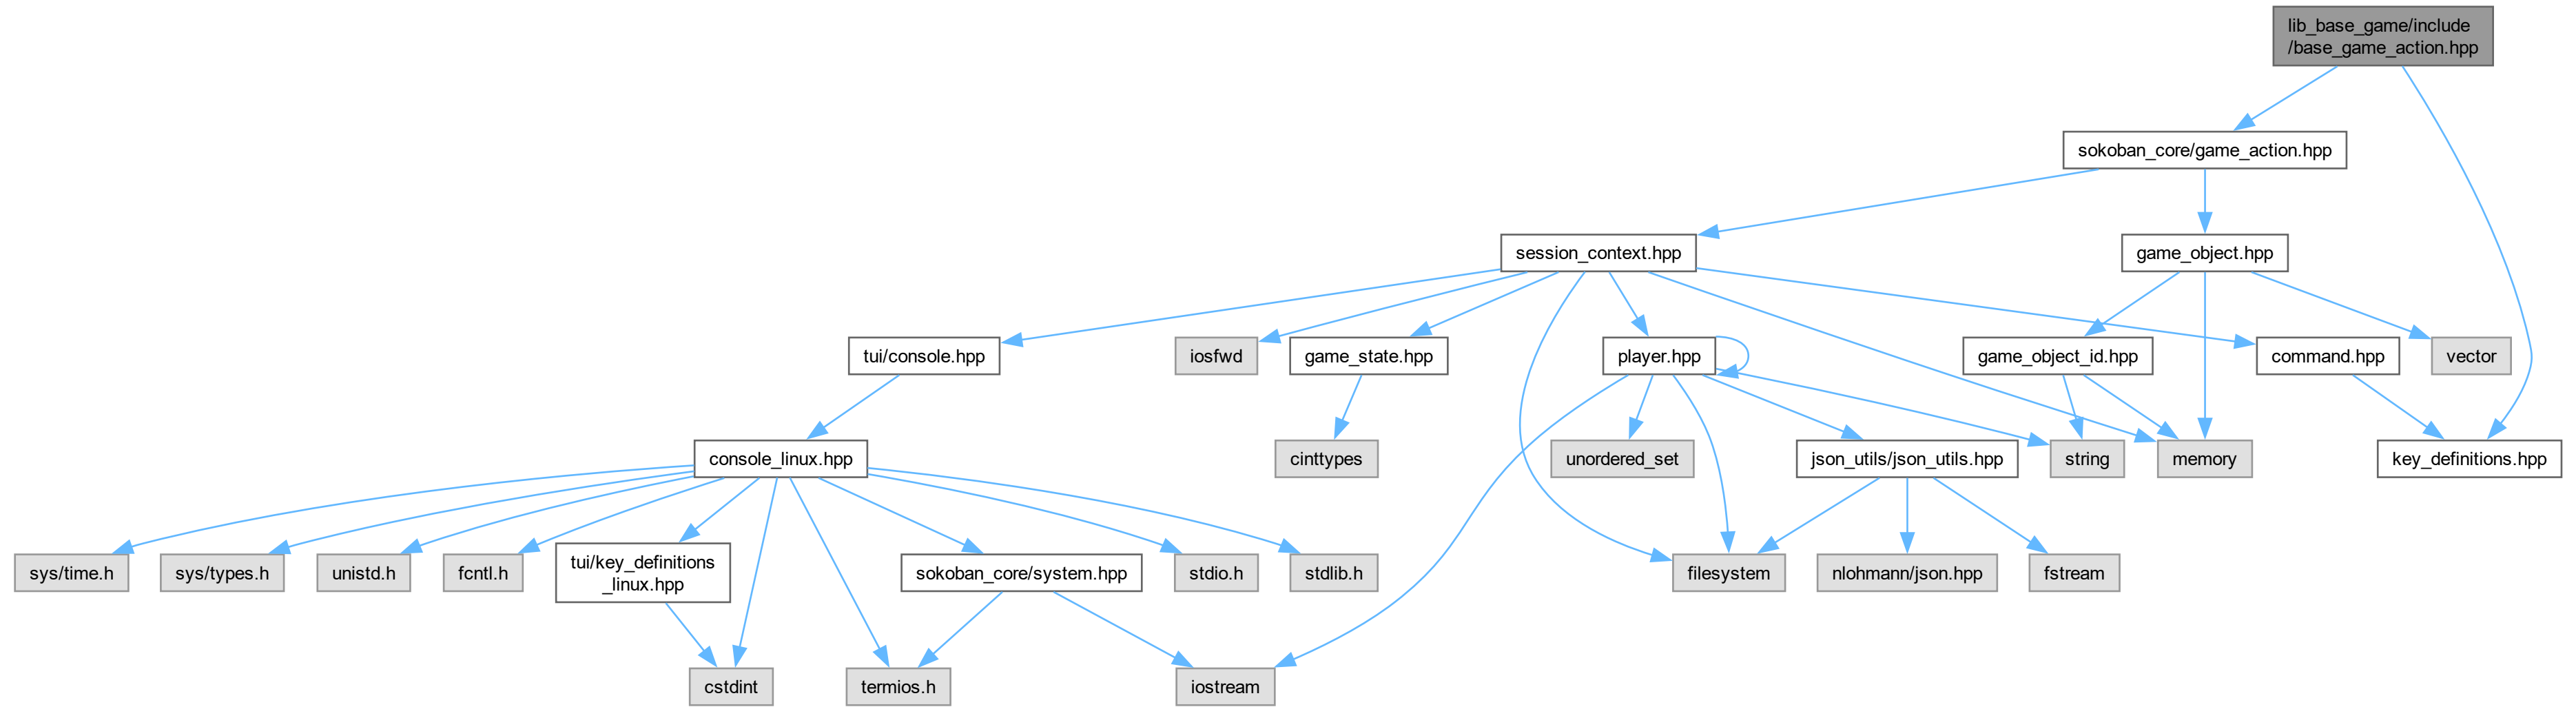 lib_base_game/include
/base_game_action.hpp
sokoban_core/game_action.hpp
session_context.hpp
game_object.hpp
tui/console.hpp
iosfwd
game_state.hpp
player.hpp
game_object_id.hpp
command.hpp
vector
console_linux.hpp
cinttypes
unordered_set
json_utils/json_utils.hpp
string
memory
key_definitions.hpp
sys/time.h
sys/types.h
unistd.h
fcntl.h
tui/key_definitions
_linux.hpp
sokoban_core/system.hpp
stdio.h
stdlib.h
filesystem
nlohmann/json.hpp
fstream
cstdint
termios.h
iostream